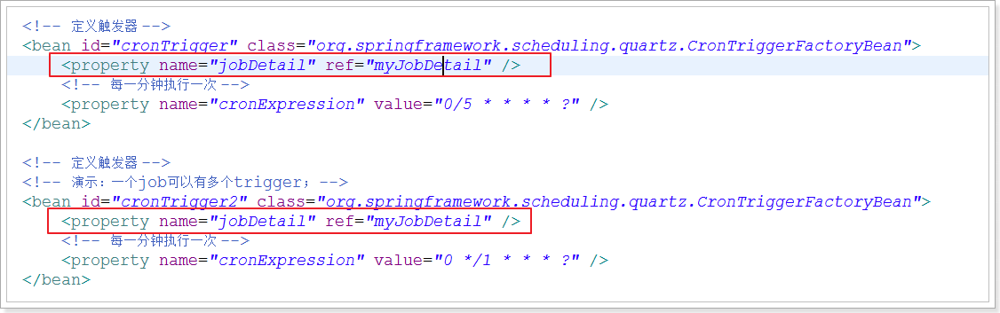 <!-- 定义触发器 -->
<bean id="cronTrigger" class="org.springframework.scheduling.quartz.CronTriggerFactoryBean">
<property name="jobDetail" ref="myJobDetail" />
<!-- 每一分钟执行一次 -->
<property name="cronExpression" value="0/5 * * * * ?" />
</bean>
<!-- 定义触发器 -->
<!-- 演示：一个job可以有多个trigger； -->
<bean id="cronTrigger2" class="org.springframework.scheduling.quartz.CronTriggerFactoryBean">
<property name="jobDetail" ref="myJobDetail" />
<!-- 每一分钟执行一次 -->
<property name="cronExpression" value="0 */1 * * * ?" />
</bean>